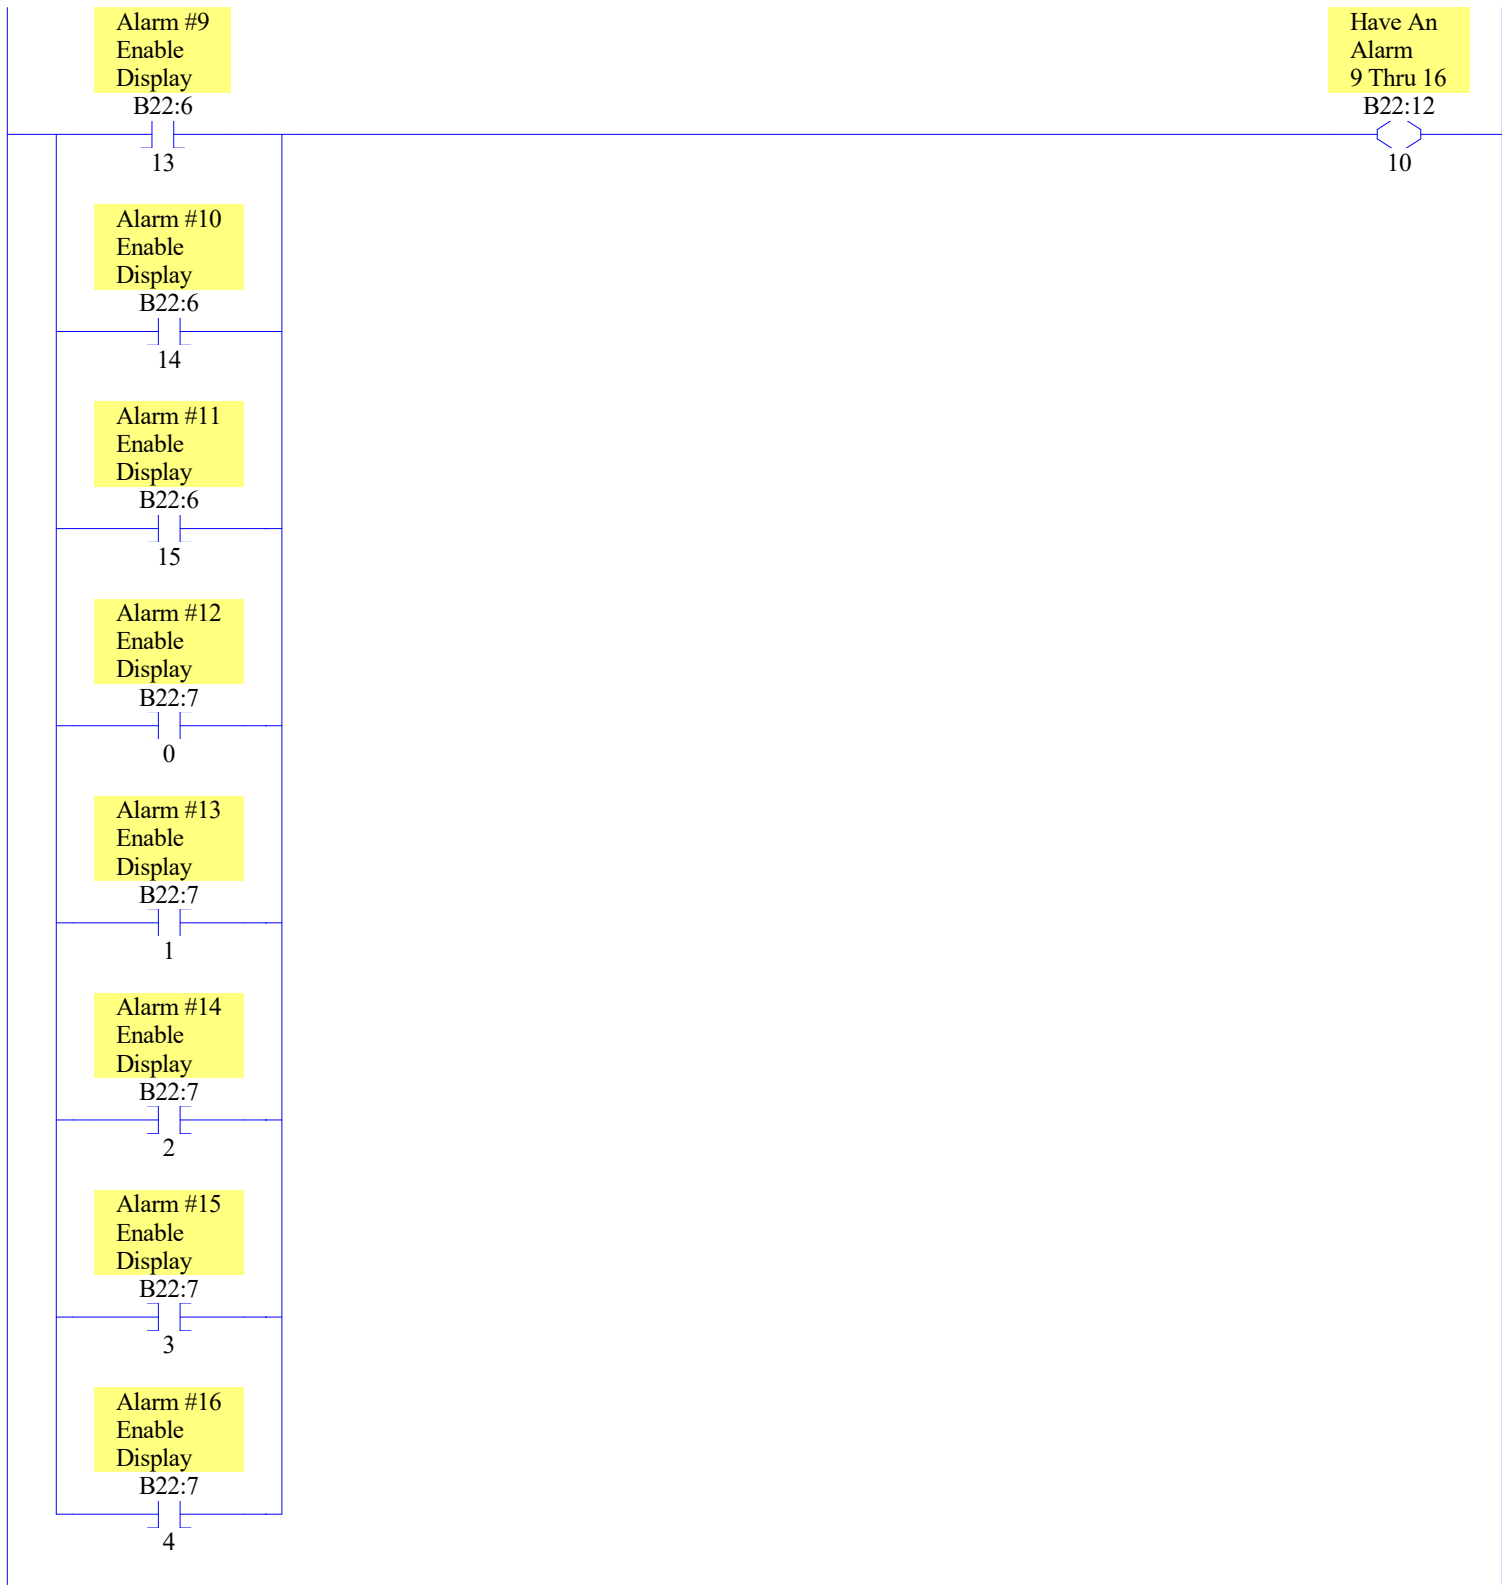 Alarm #9
Enable
Display
B22:6
13
Have An
Alarm
9 Thru 16
B22:12
10
Alarm #10
Enable
Display
B22:6
14
Alarm #11
Enable
Display
B22:6
15
Alarm #12
Enable
Display
B22:7
0
Alarm #13
Enable
Display
B22:7
1
Alarm #14
Enable
Display
B22:7
2
Alarm #15
Enable
Display
B22:7
3
Alarm #16
Enable
Display
B22:7
4